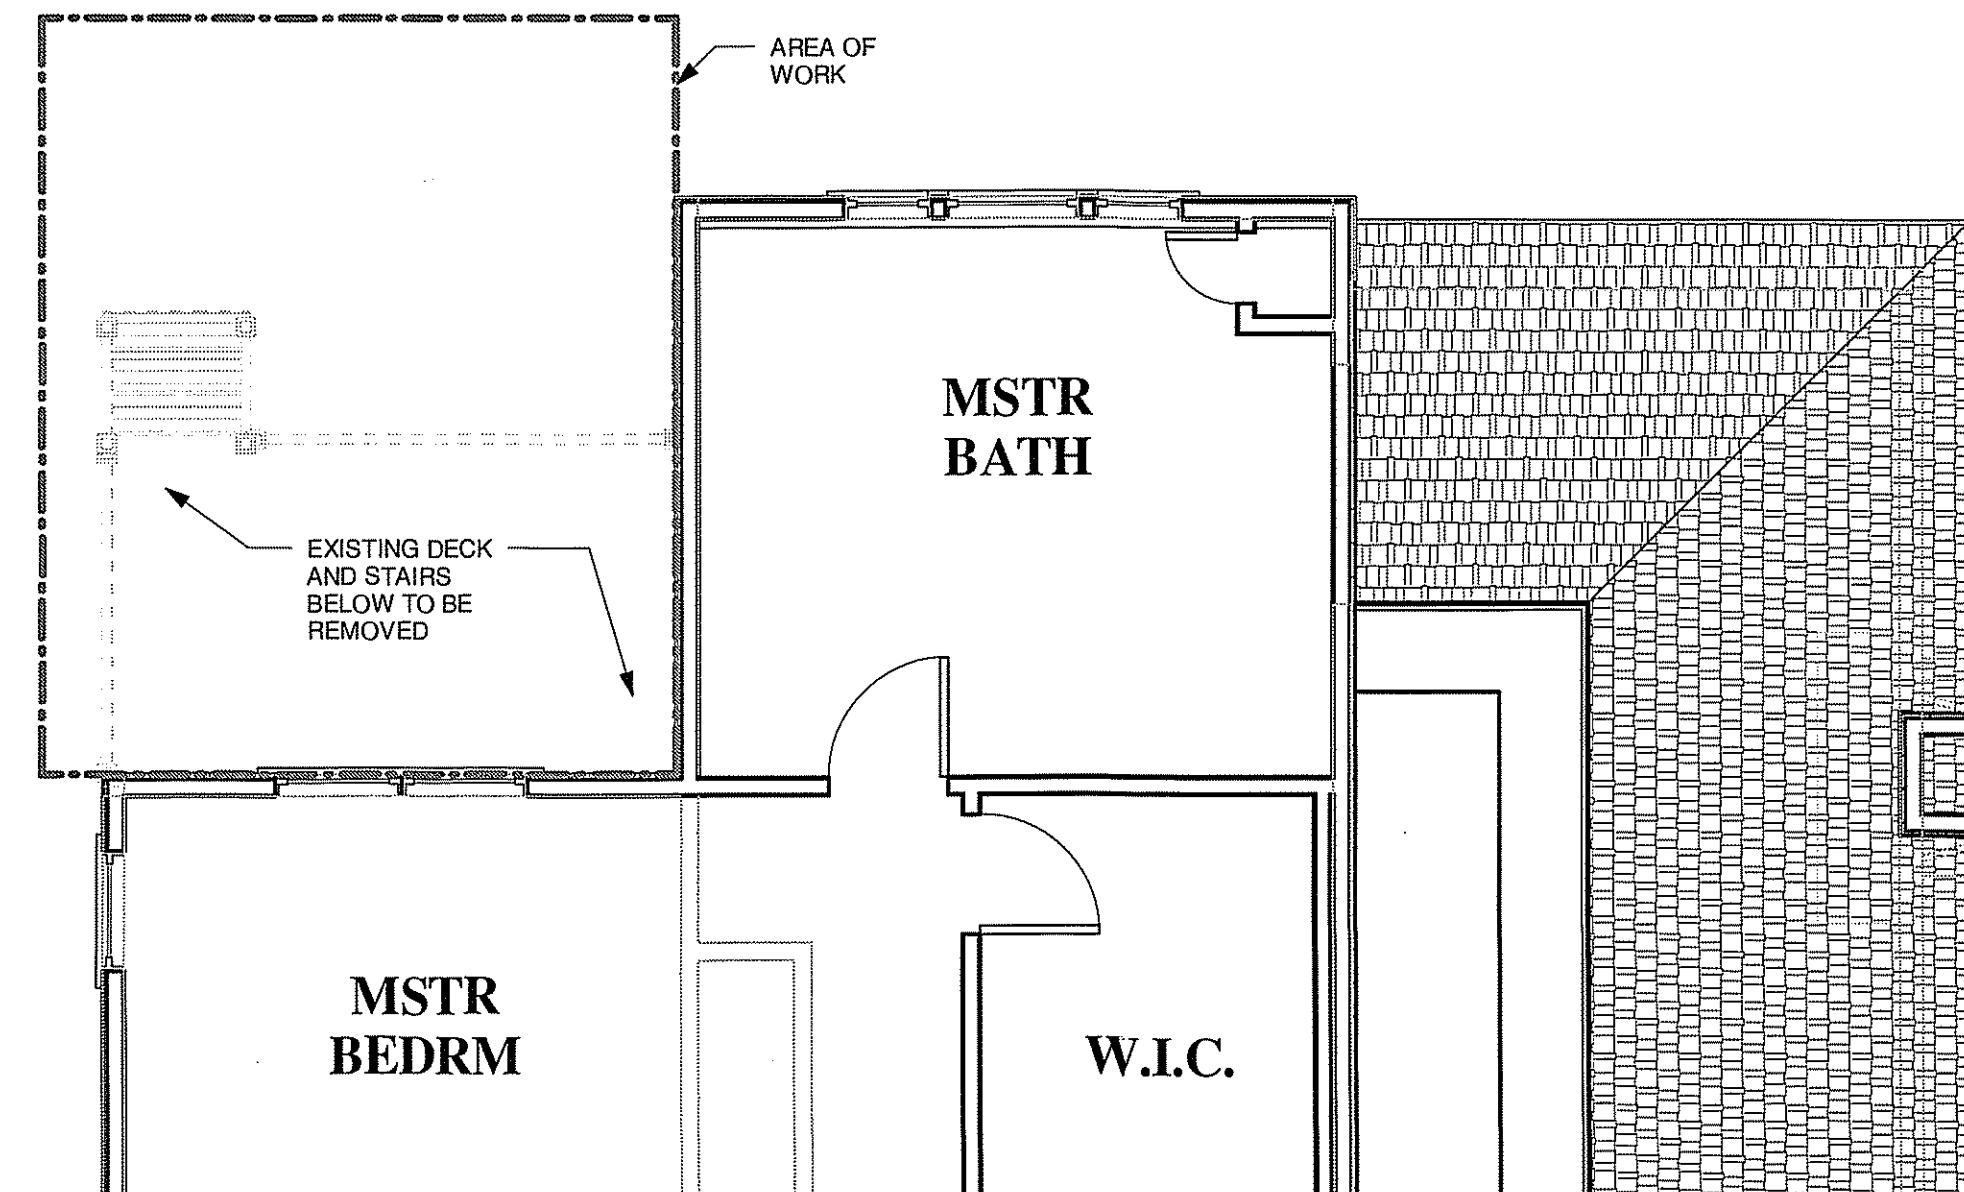 AREA OF
WORK
MSTR
BATH
EXISTING DECK
AND STAIRS
BELOW TO BE
REMOVED
MSTR
BEDRM
W.I.C.